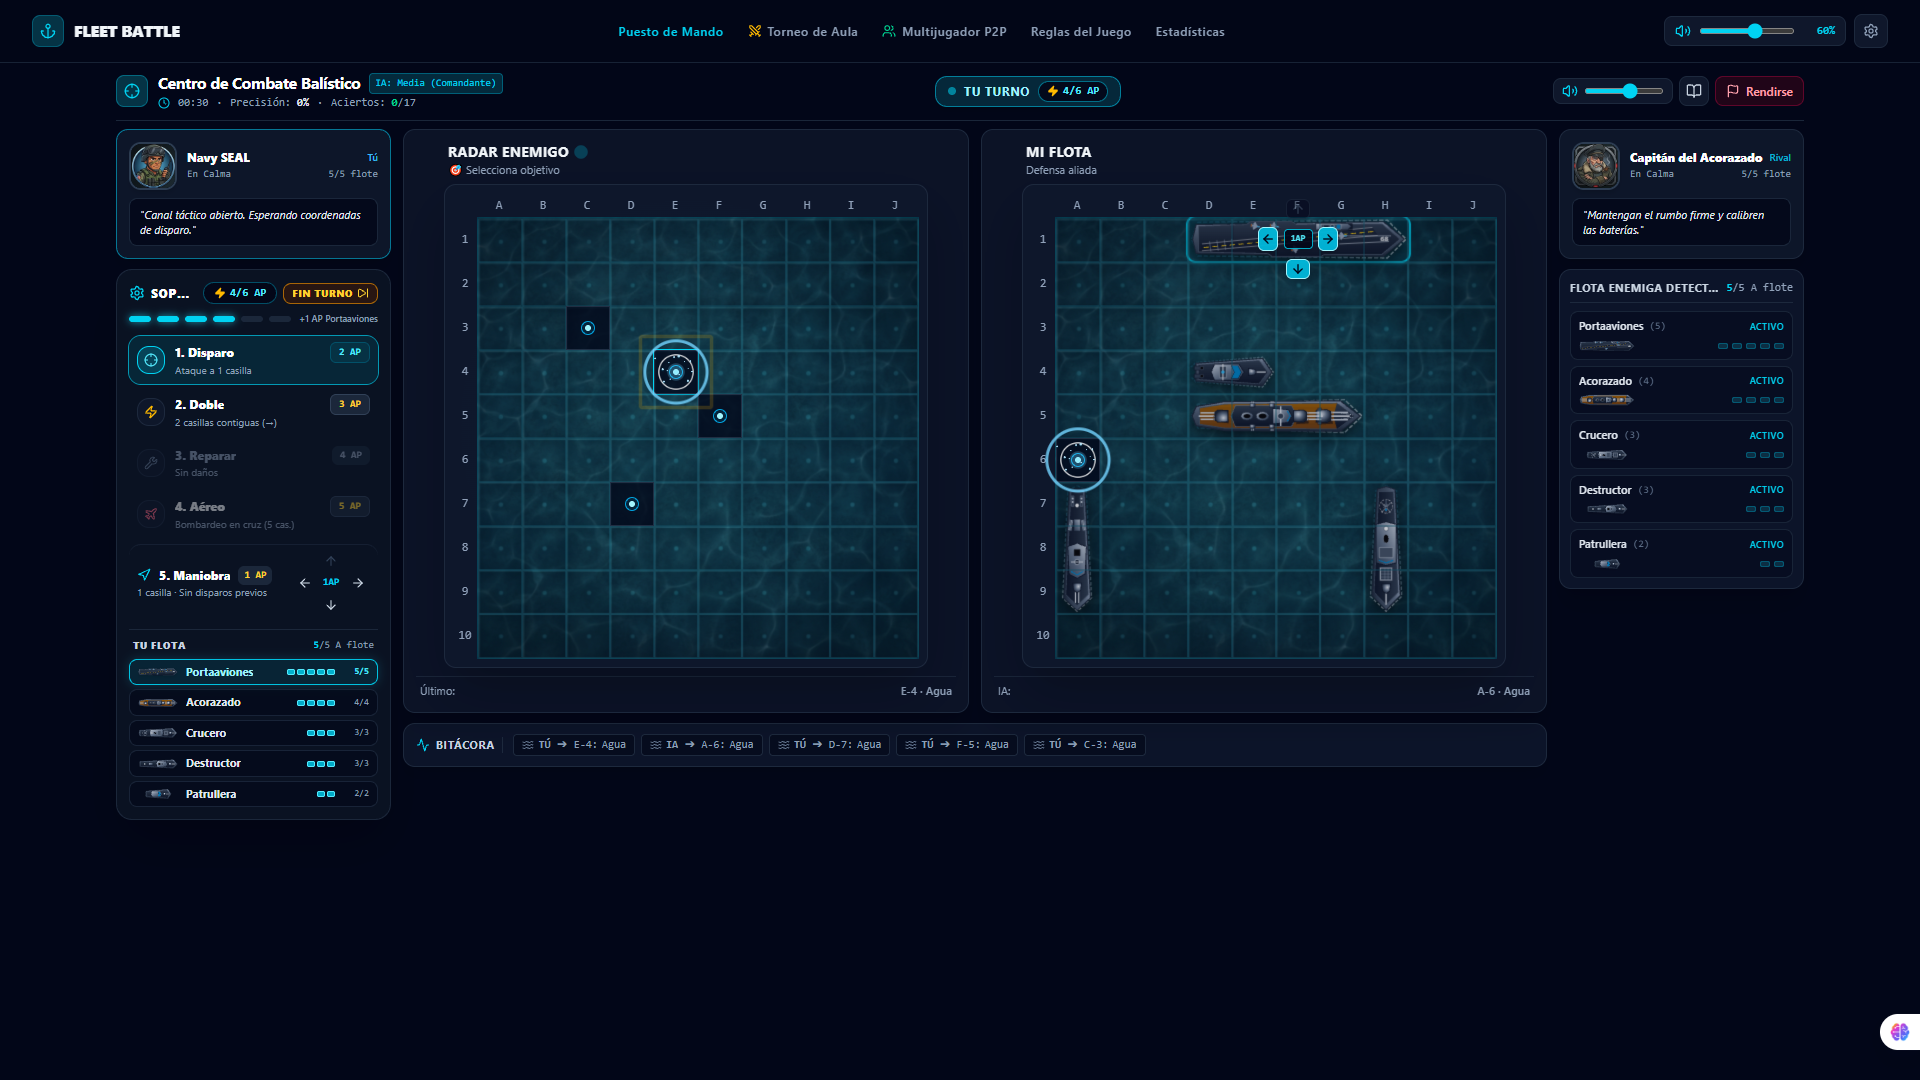 FLEET BATTLE
Puesto de Mando
Torneo de Aula
Multijugador P2P
Reglas del Juego
Estadísticas
60%
Centro de Combate Balístico
IA: Media (Comandante)
00:30 · Precisión: 0% · Aciertos: 0/17
TU TURNO
4/6 AP
Rendirse
Navy SEAL
Tú
En Calma
5/5 flote
"Canal táctico abierto. Esperando coordenadas
de disparo."
SOP...
4/6 AP
FIN TURNO
+1 AP Portaaviones
1. Disparo
2 AP
Ataque a 1 casilla
2. Doble
3 AP
2 casillas contiguas (→)
3. Reparar
4 AP
Sin daños
4. Aéreo
5 AP
Bombardeo en cruz (5 cas.)
5. Maniobra
1 AP
1 casilla · Sin disparos previos
↑
← 1AP →
↓
TU FLOTA
5/5 A flote
Portaaviones
5/5
Acorazado
4/4
Crucero
3/3
Destructor
3/3
Patrullera
2/2
RADAR ENEMIGO
Selecciona objetivo
A B C D E F G H I J
1
2
3
4
5
6
7
8
9
10
Último:
E-4 · Agua
MI FLOTA
Defensa aliada
A B C D E F G H I J
1
← 1AP →
↓
2
3
4
5
6
7
8
9
10
IA:
A-6 · Agua
BITÁCORA
TÚ → E-4: Agua
IA → A-6: Agua
TÚ → D-7: Agua
TÚ → F-5: Agua
TÚ → C-3: Agua
Capitán del Acorazado
Rival
En Calma
5/5 flote
"Mantengan el rumbo firme y calibren
las baterías."
FLOTA ENEMIGA DETECT...
5/5 A flote
Portaaviones (5)
ACTIVO
Acorazado (4)
ACTIVO
Crucero (3)
ACTIVO
Destructor (3)
ACTIVO
Patrullera (2)
ACTIVO